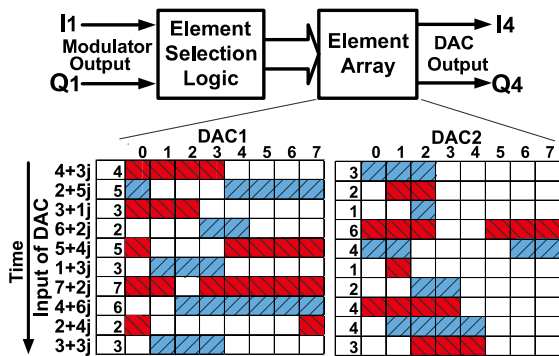 I1
Modulator
Output
Q1
Element
Selection
Logic
Element
Array
I4
DAC
Output
Q4
DAC1
DAC2
0 1 2 3 4 5 6 7
0 1 2 3 4 5 6 7
Time
Input of DAC
4+3j 4 3
2+5j 5 2
3+1j 3 1
6+2j 2 6
5+4j 5 4
1+3j 3 1
7+2j 7 2
4+6j 6 4
2+4j 2 4
3+3j 3 3